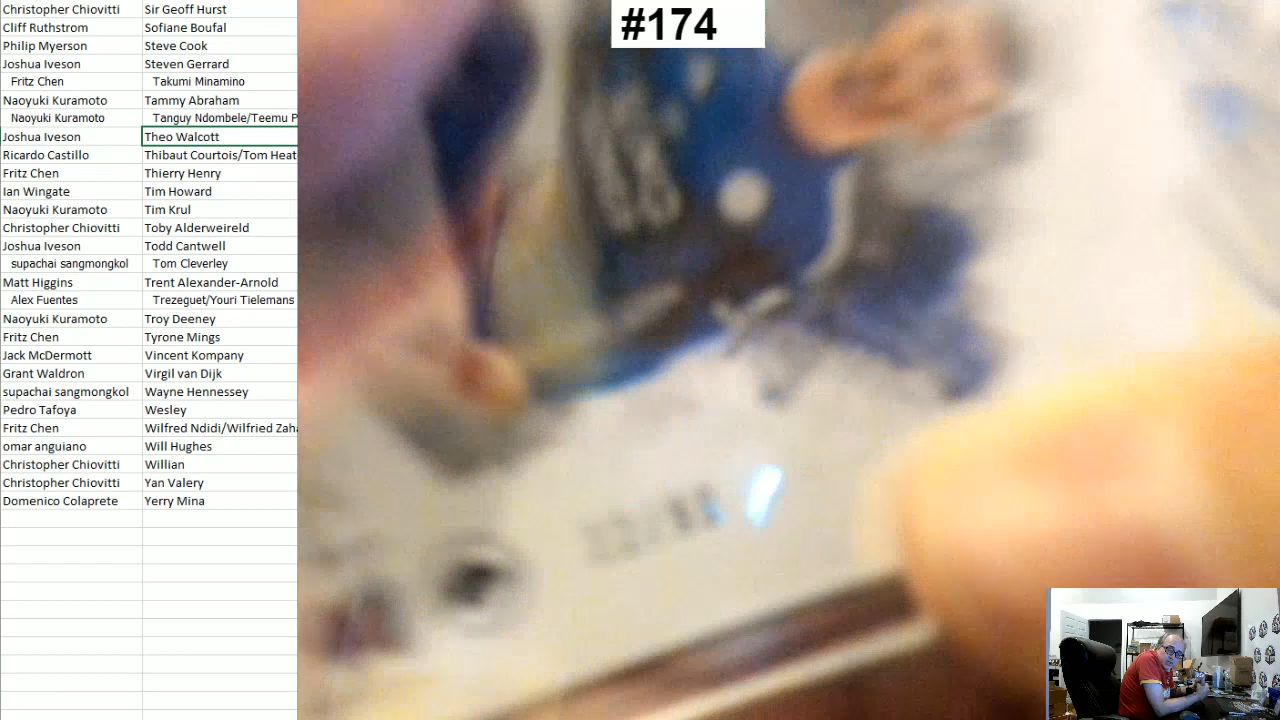 #174
Christopher Chiovitti Sir Geoff Hurst
Cliff Ruthstrom Sofiane Boufal
Philip Myerson Steve Cook
Joshua Iveson Steven Gerrard
Fritz Chen Takumi Minamino
Naoyuki Kuramoto Tammy Abraham
Naoyuki Kuramoto Tanguy Ndombele/Teemu P
Joshua Iveson Theo Walcott
Ricardo Castillo Thibaut Courtois/Tom Heat
Fritz Chen Thierry Henry
Ian Wingate Tim Howard
Naoyuki Kuramoto Tim Krul
Christopher Chiovitti Toby Alderweireld
Joshua Iveson Todd Cantwell
supachai sangmongkol Tom Cleverley
Matt Higgins Trent Alexander-Arnold
Alex Fuentes Trezeguet/Youri Tielemans
Naoyuki Kuramoto Troy Deeney
Fritz Chen Tyrone Mings
Jack McDermott Vincent Kompany
Grant Waldron Virgil van Dijk
supachai sangmongkol Wayne Hennessey
Pedro Tafoya Wesley
Fritz Chen Wilfred Ndidi/Wilfried Zaha
omar anguiano Will Hughes
Christopher Chiovitti Willian
Christopher Chiovitti Yan Valery
Domenico Colaprete Yerry Mina